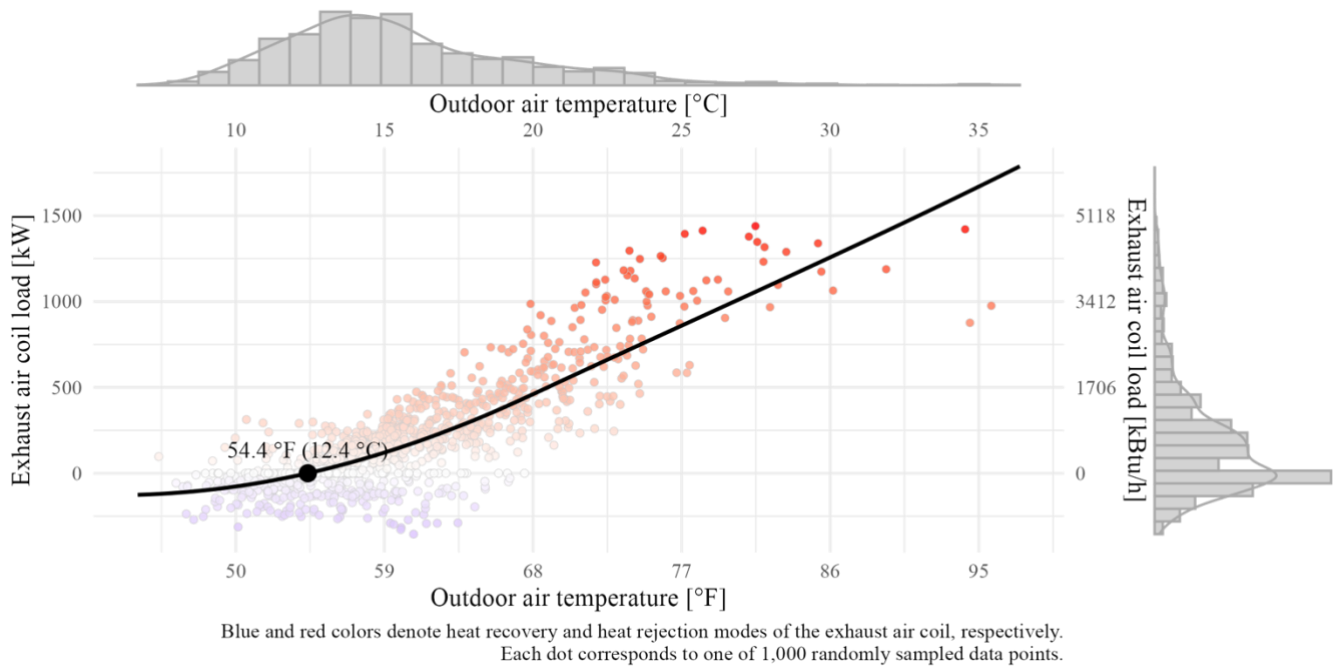 Outdoor air temperature [°C]
10 15 20 25 30 35
Exhaust air coil load [kW]
1500
1000
500
0
54.4 °F (12.4 °C)
5118
3412
1706
0
Exhaust air coil load [kBtu/h]
50 59 68 77 86 95
Outdoor air temperature [°F]
Blue and red colors denote heat recovery and heat rejection modes of the exhaust air coil, respectively.
Each dot corresponds to one of 1,000 randomly sampled data points.